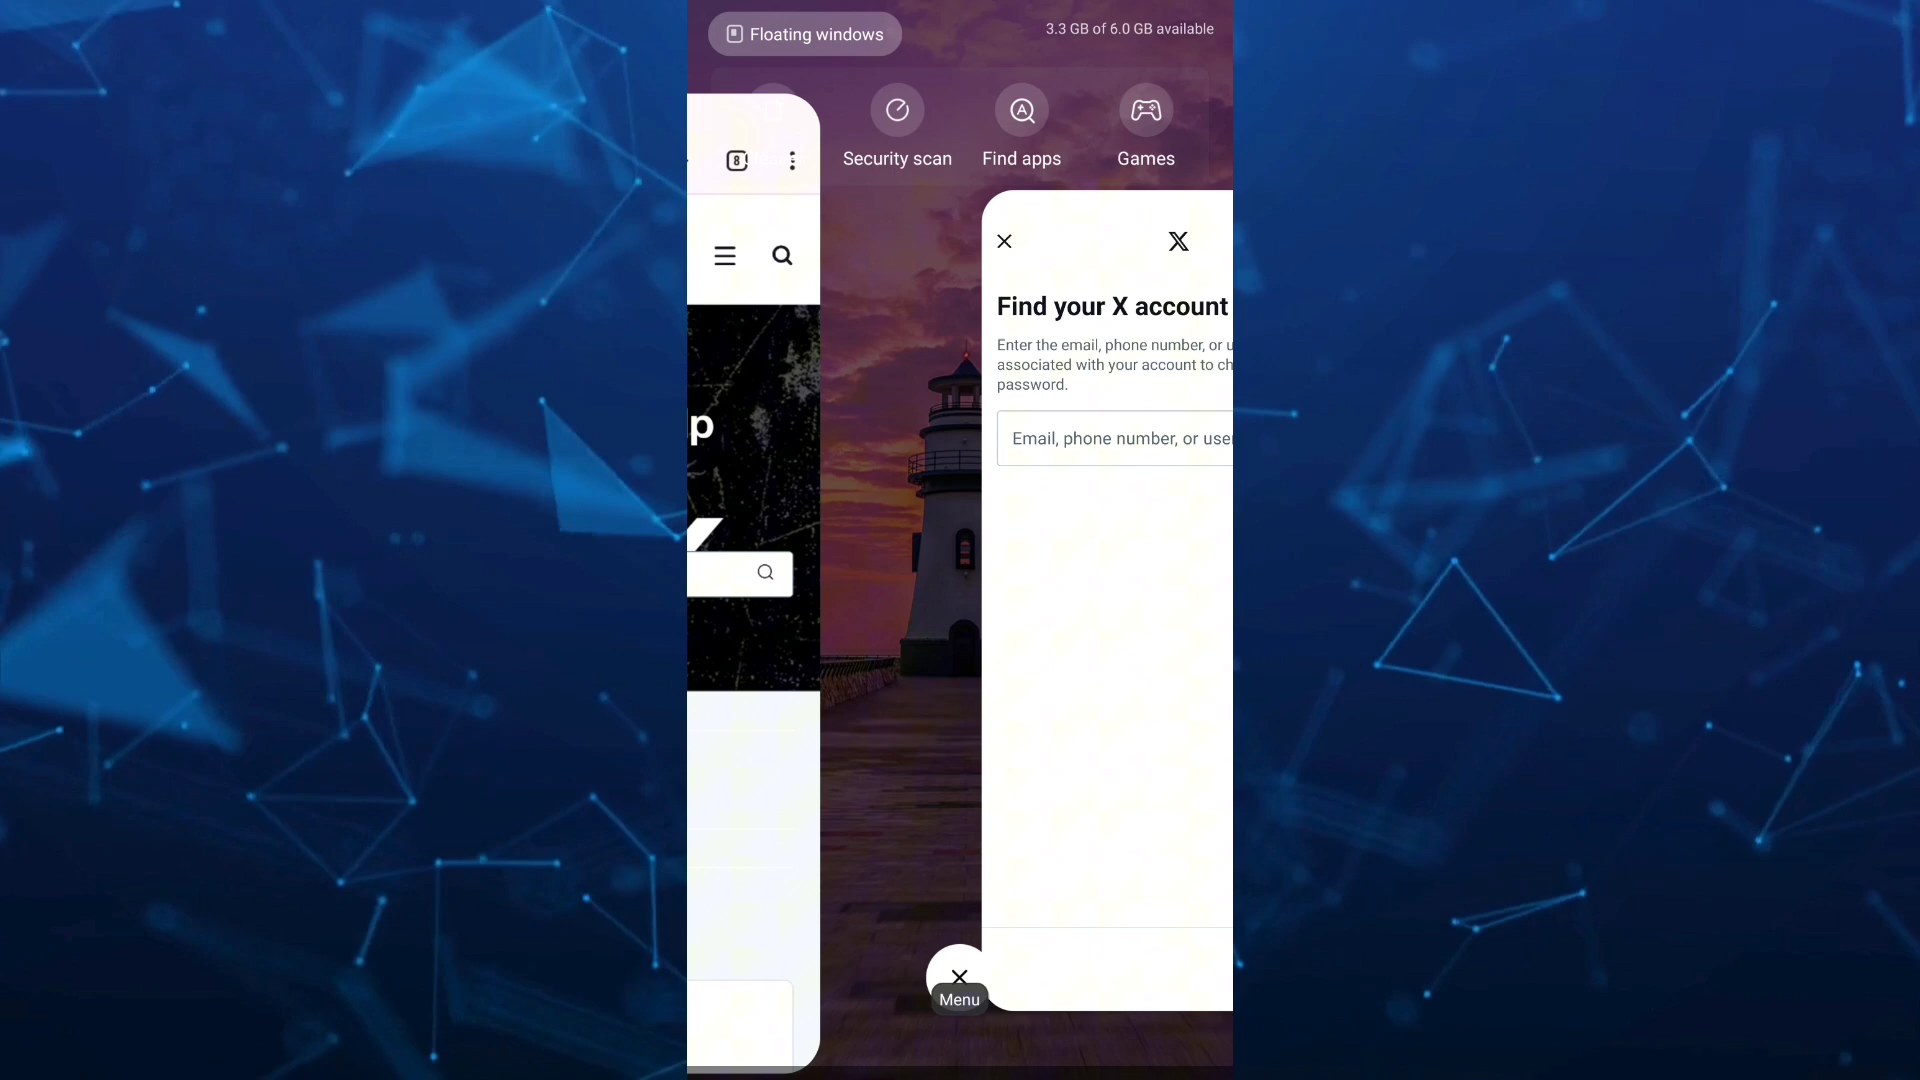 Floating windows
3.3 GB of 6.0 GB available
Security scan
Find apps
Games
8
p
X
Find your X account
Enter the email, phone number, or u
associated with your account to ch
password.
Email, phone number, or use
Menu